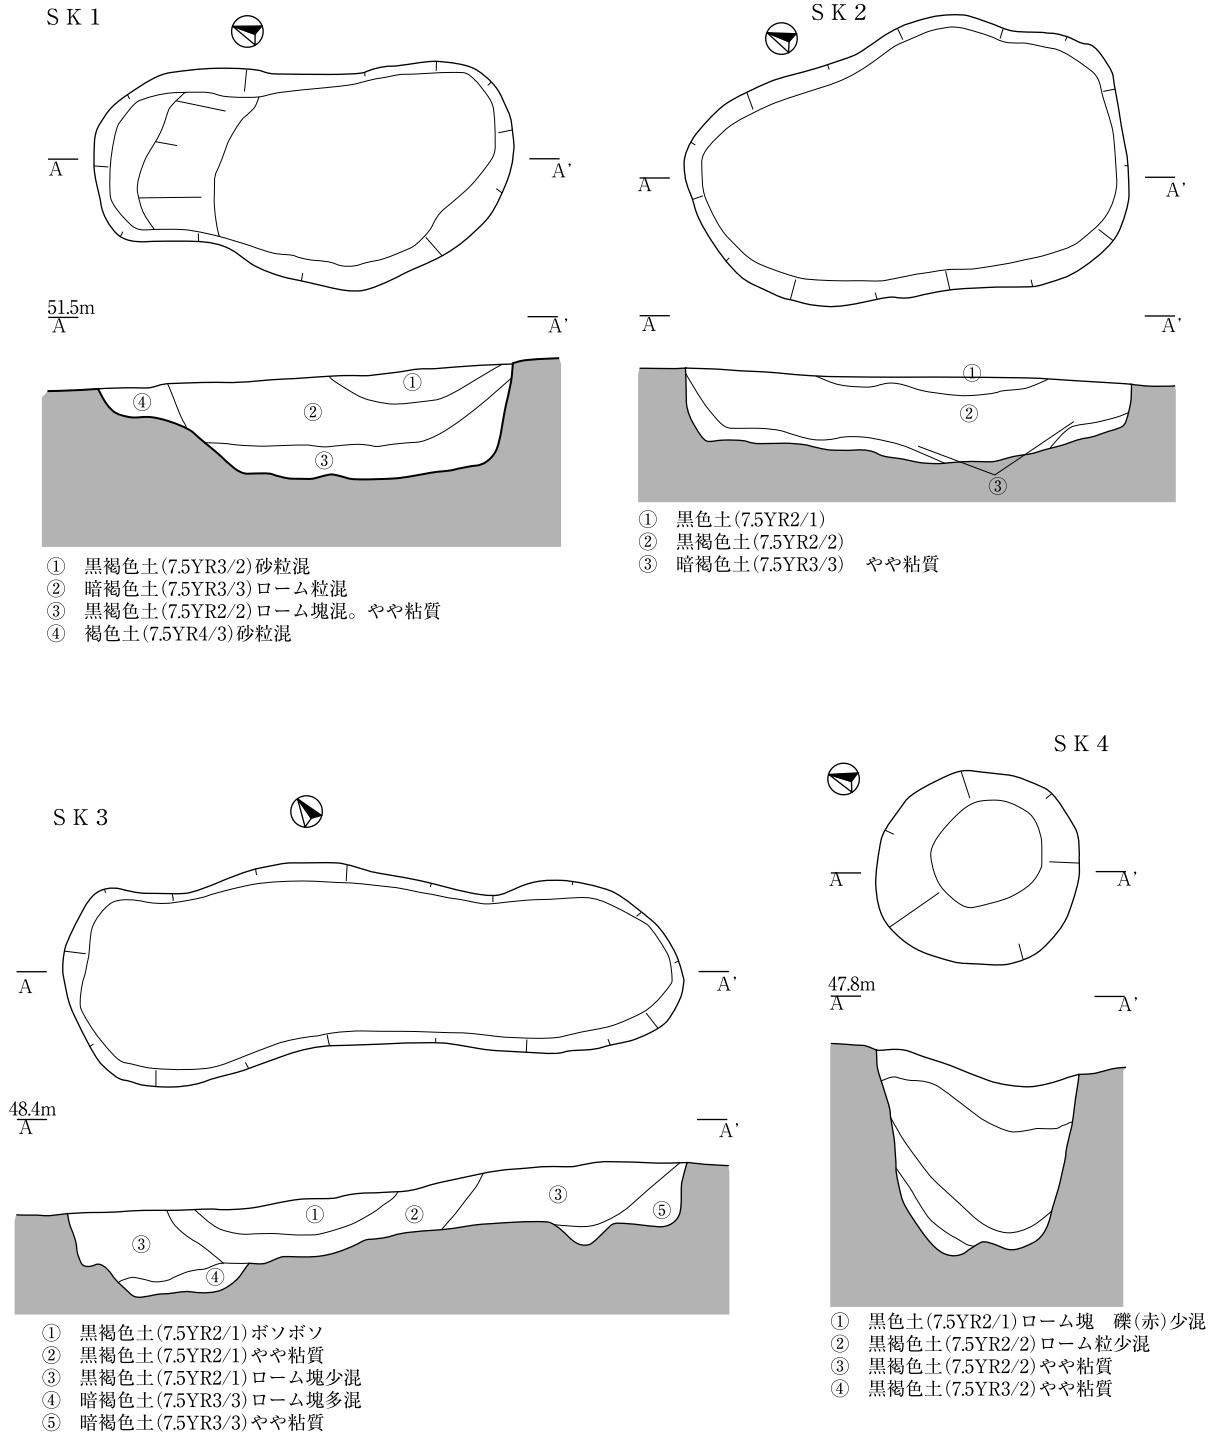 SK1
A
A'
51.5m
A
A'
①
②
③
④
① 黒褐色土(7.5YR3/2)砂粒混
② 暗褐色土(7.5YR3/3)ローム粒混
③ 黒褐色土(7.5YR2/2)ローム塊混。やや粘質
④ 褐色土(7.5YR4/3)砂粒混
SK2
A
A'
A
A'
①
②
③
① 黒色土(7.5YR2/1)
② 黒褐色土(7.5YR2/2)
③ 暗褐色土(7.5YR3/3) やや粘質
SK3
A
A'
48.4m
A
A'
①
②
③
③
④
⑤
① 黒褐色土(7.5YR2/1)ボソボソ
② 黒褐色土(7.5YR2/1)やや粘質
③ 黒褐色土(7.5YR2/1)ローム塊少混
④ 暗褐色土(7.5YR3/3)ローム塊多混
⑤ 暗褐色土(7.5YR3/3)やや粘質
SK4
A
A'
47.8m
A
A'
① 黒色土(7.5YR2/1)ローム塊 礫(赤)少混
② 黒褐色土(7.5YR2/2)ローム粒少混
③ 黒褐色土(7.5YR2/2)やや粘質
④ 黒褐色土(7.5YR3/2)やや粘質